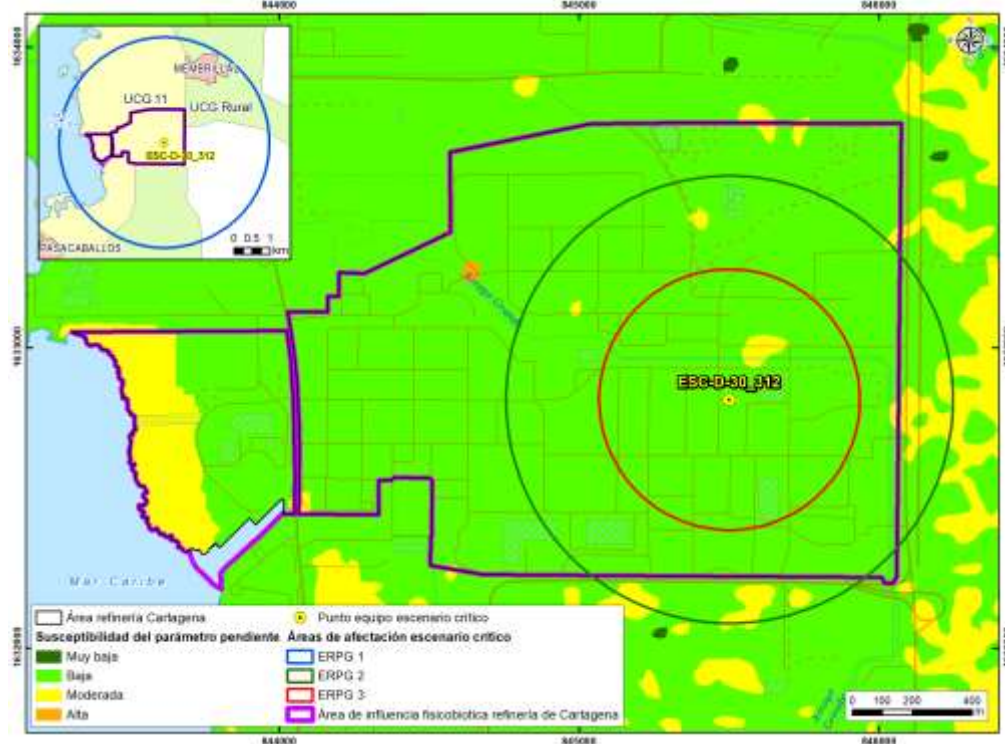 844000 845000 846000
1634000
MEMBRILLAL
UCG 11
UCG Rural
ESC-D-30_312
PASACABALLOS
0 0.5 1
km
1633000
ESC-D-30_312
Mar Caribe
Área refinería Cartagena
Punto equipo escenario crítico
Susceptibilidad del parámetro pendiente
Áreas de afectación escenario crítico
Muy baja
ERPG 1
Baja
ERPG 2
Moderada
ERPG 3
Alta
Área de influencia fisicobiotica refinería de Cartagena
1632000
0 100 200 400
m
844000 845000 846000